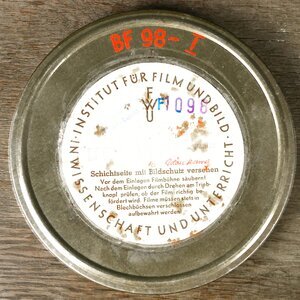 BF 98-I
INSTITUT FÜR FILM UND BILD · IN WISSENSCHAFT UND UNTERRICHT ·
F
W
U
F1098
Schichtseite mit Bildschutz versehen
Vor dem Einlegen Filmbühne säubern!
Nach dem Einlegen durch Drehen am Trieb-
knopf prüfen, ob der Film richtig be-
fördert wird. Filme müssen stets in
Blechbüchsen verschlossen
aufbewahrt werden